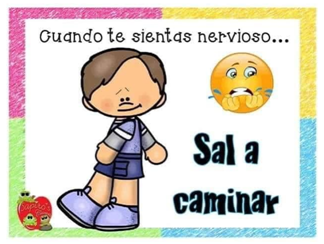 Cuando te sientas nervioso...
Sal a
caminar